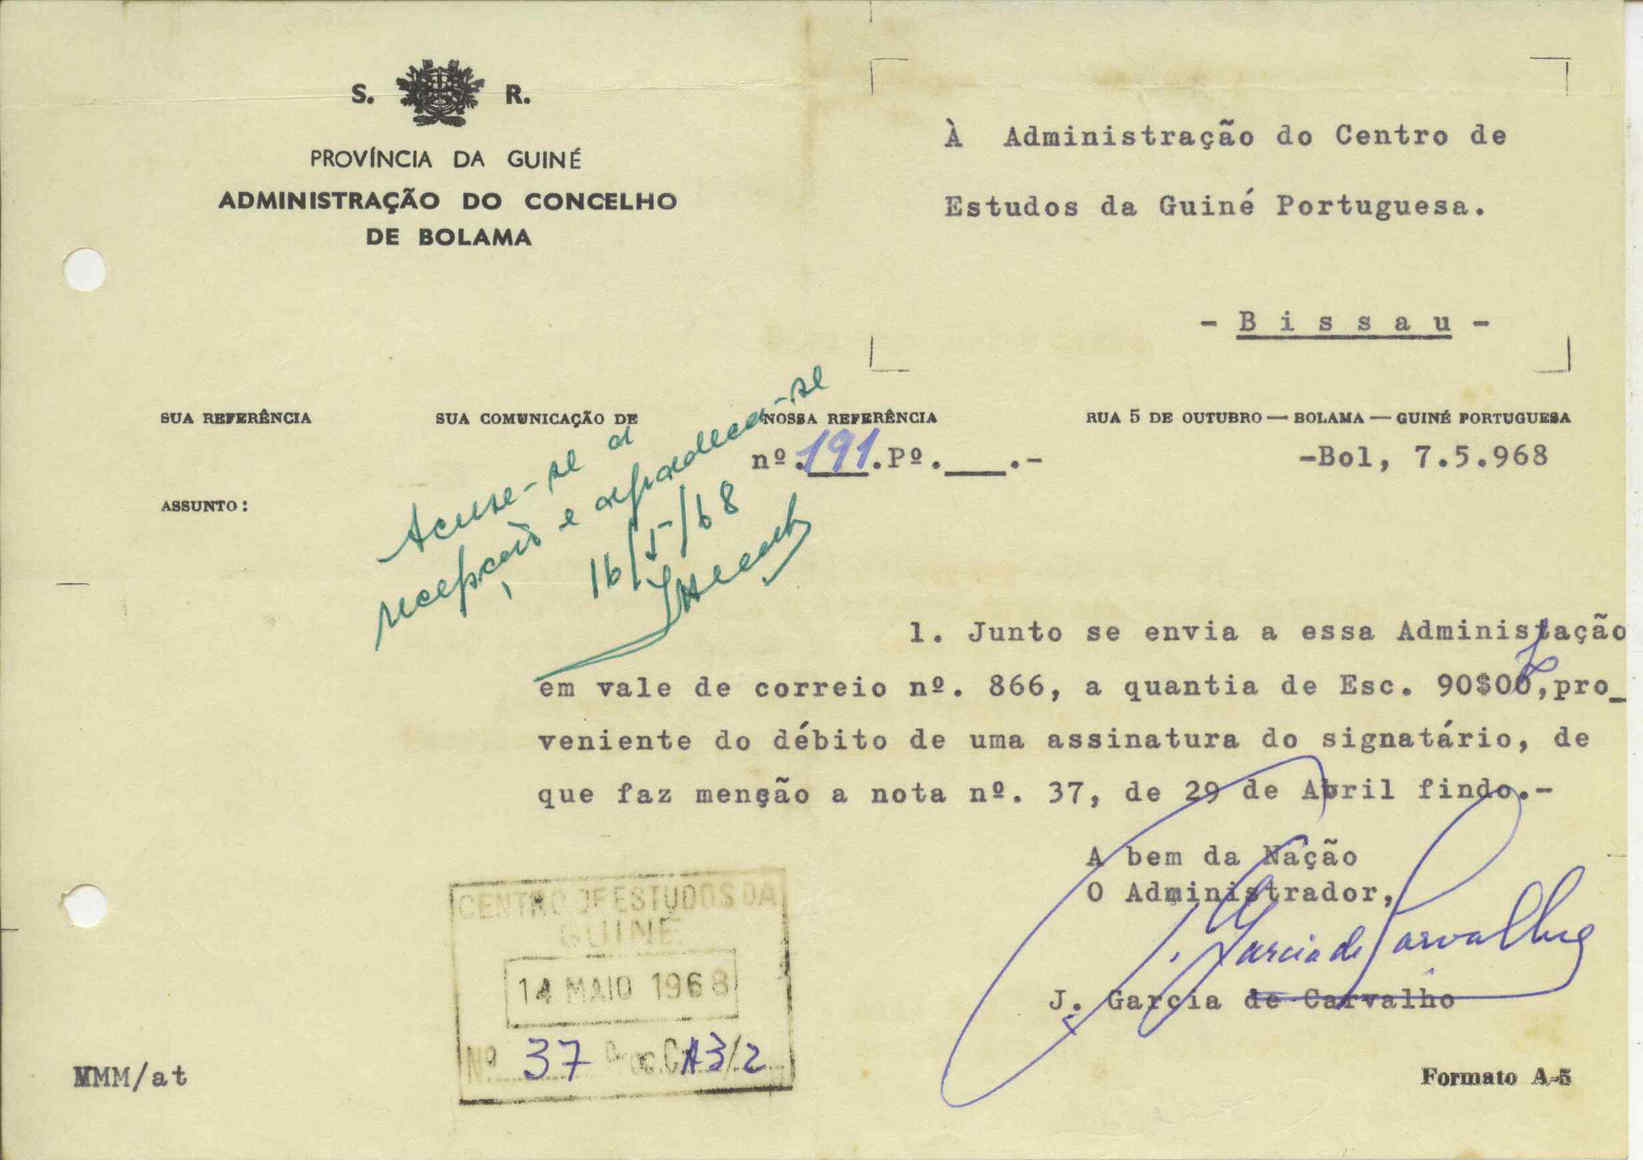 S. R.
PROVÍNCIA DA GUINÉ
ADMINISTRAÇÃO DO CONCELHO
DE BOLAMA
À Administração do Centro de
Estudos da Guiné Portuguesa.
- B i s s a u -
SUA REFERÊNCIA SUA COMUNICAÇÃO DE NOSSA REFERÊNCIA RUA 5 DE OUTUBRO — BOLAMA — GUINÉ PORTUGUESA
nº.191.Pº.___.- -Bol, 7.5.968
ASSUNTO:
Acuse-se a
recepção e agradeça-se
16/5/68
1. Junto se envia a essa Administação
em vale de correio nº. 866, a quantia de Esc. 90$00,pro_
veniente do débito de uma assinatura do signatário, de
que faz menção a nota nº. 37, de 29 de Abril findo.-
A bem da Nação
O Administrador,
J. Garcia de Carvalho
J. Garcia de Carvalho
CENTRO DE ESTUDOS DA
GUINÉ
14 MAIO 1968
Nº 37 Proc. CA3/2
MMM/at
Formato A-5